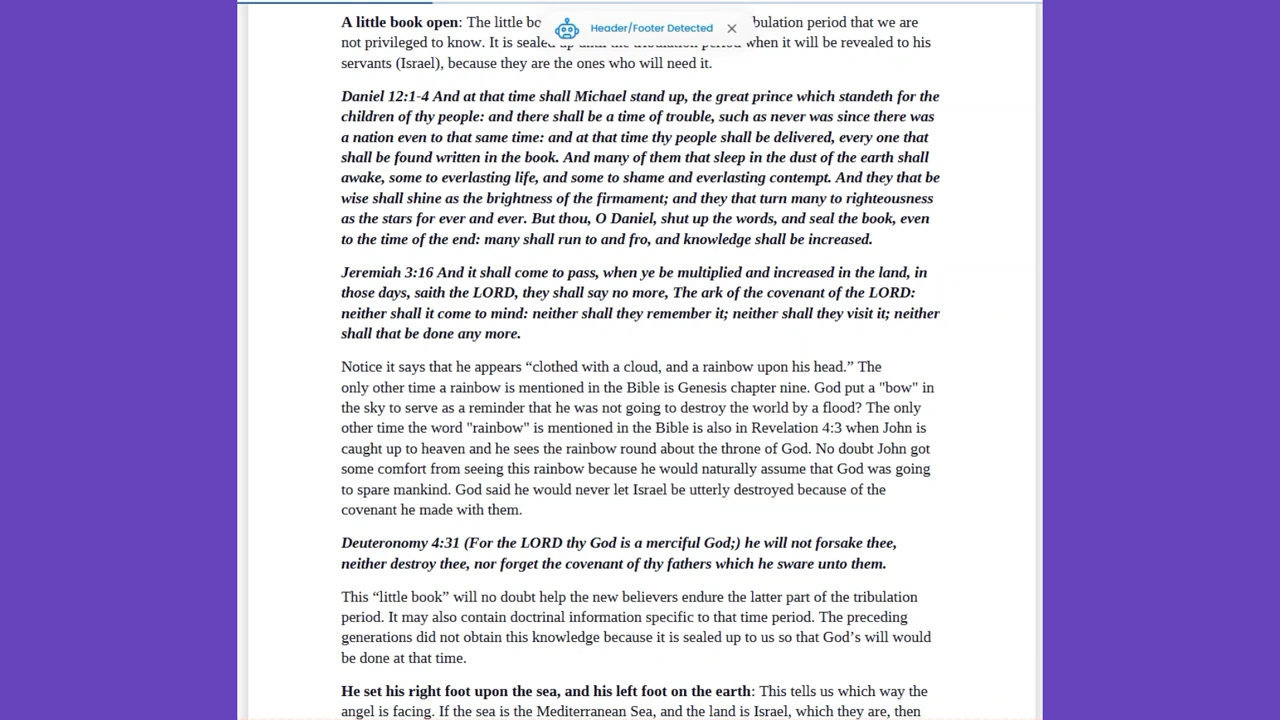 A little book open: The little bo
Header/Footer Detected
bulation period that we are
not privileged to know. It is sealed up until the tribulation period when it will be revealed to his
servants (Israel), because they are the ones who will need it.
Daniel 12:1-4 And at that time shall Michael stand up, the great prince which standeth for the
children of thy people: and there shall be a time of trouble, such as never was since there was
a nation even to that same time: and at that time thy people shall be delivered, every one that
shall be found written in the book. And many of them that sleep in the dust of the earth shall
awake, some to everlasting life, and some to shame and everlasting contempt. And they that be
wise shall shine as the brightness of the firmament; and they that turn many to righteousness
as the stars for ever and ever. But thou, O Daniel, shut up the words, and seal the book, even
to the time of the end: many shall run to and fro, and knowledge shall be increased.
Jeremiah 3:16 And it shall come to pass, when ye be multiplied and increased in the land, in
those days, saith the LORD, they shall say no more, The ark of the covenant of the LORD:
neither shall it come to mind: neither shall they remember it; neither shall they visit it; neither
shall that be done any more.
Notice it says that he appears “clothed with a cloud, and a rainbow upon his head.” The
only other time a rainbow is mentioned in the Bible is Genesis chapter nine. God put a "bow" in
the sky to serve as a reminder that he was not going to destroy the world by a flood? The only
other time the word "rainbow" is mentioned in the Bible is also in Revelation 4:3 when John is
caught up to heaven and he sees the rainbow round about the throne of God. No doubt John got
some comfort from seeing this rainbow because he would naturally assume that God was going
to spare mankind. God said he would never let Israel be utterly destroyed because of the
covenant he made with them.
Deuteronomy 4:31 (For the LORD thy God is a merciful God;) he will not forsake thee,
neither destroy thee, nor forget the covenant of thy fathers which he sware unto them.
This “little book” will no doubt help the new believers endure the latter part of the tribulation
period. It may also contain doctrinal information specific to that time period. The preceding
generations did not obtain this knowledge because it is sealed up to us so that God’s will would
be done at that time.
He set his right foot upon the sea, and his left foot on the earth: This tells us which way the
angel is facing. If the sea is the Mediterranean Sea, and the land is Israel, which they are, then